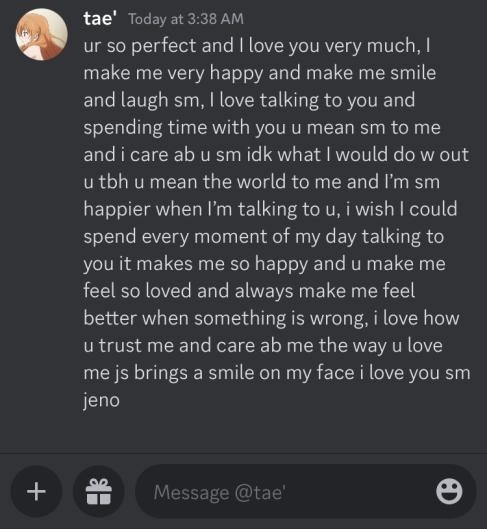 tae' Today at 3:38 AM
ur so perfect and I love you very much, I
make me very happy and make me smile
and laugh sm, I love talking to you and
spending time with you u mean sm to me
and i care ab u sm idk what I would do w out
u tbh u mean the world to me and I’m sm
happier when I’m talking to u, i wish I could
spend every moment of my day talking to
you it makes me so happy and u make me
feel so loved and always make me feel
better when something is wrong, i love how
u trust me and care ab me the way u love
me js brings a smile on my face i love you sm
jeno
Message @tae'